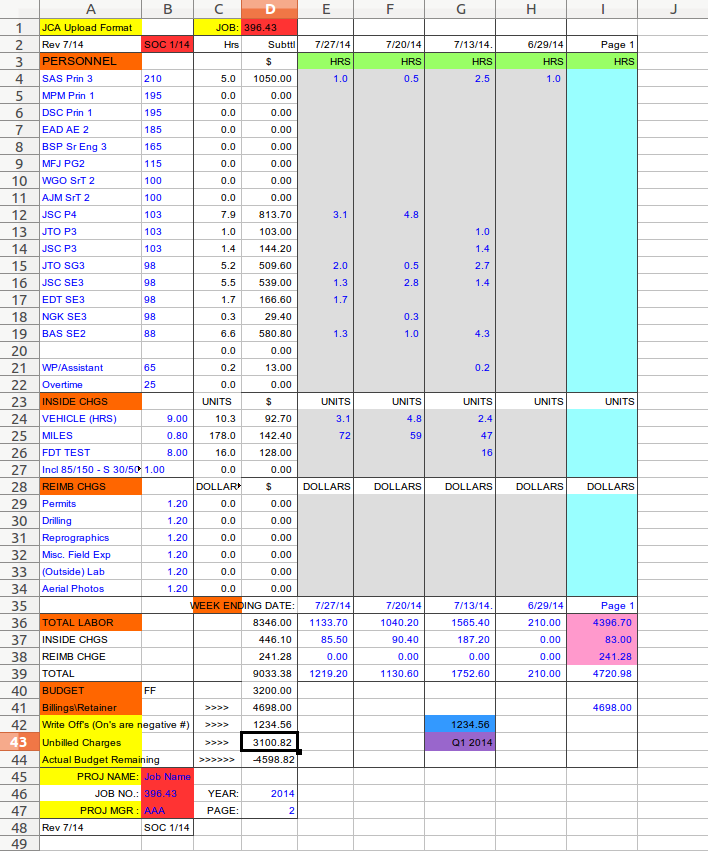 A B C D E F G H I J
1 JCA Upload Format JOB: 396.43
2 Rev 7/14 SOC 1/14 Hrs Subttl 7/27/14 7/20/14 7/13/14. 6/29/14 Page 1
3 PERSONNEL $ HRS HRS HRS HRS HRS
4 SAS Prin 3 210 5.0 1050.00 1.0 0.5 2.5 1.0
5 MPM Prin 1 195 0.0 0.00
6 DSC Prin 1 195 0.0 0.00
7 EAD AE 2 185 0.0 0.00
8 BSP Sr Eng 3 165 0.0 0.00
9 MFJ PG2 115 0.0 0.00
10 WGO SrT 2 100 0.0 0.00
11 AJM SrT 2 100 0.0 0.00
12 JSC P4 103 7.9 813.70 3.1 4.8
13 JTO P3 103 1.0 103.00 1.0
14 JSC P3 103 1.4 144.20 1.4
15 JTO SG3 98 5.2 509.60 2.0 0.5 2.7
16 JSC SE3 98 5.5 539.00 1.3 2.8 1.4
17 EDT SE3 98 1.7 166.60 1.7
18 NGK SE3 98 0.3 29.40 0.3
19 BAS SE2 88 6.6 580.80 1.3 1.0 4.3
20 0.0 0.00
21 WP/Assistant 65 0.2 13.00 0.2
22 Overtime 25 0.0 0.00
23 INSIDE CHGS UNITS $ UNITS UNITS UNITS UNITS UNITS
24 VEHICLE (HRS) 9.00 10.3 92.70 3.1 4.8 2.4
25 MILES 0.80 178.0 142.40 72 59 47
26 FDT TEST 8.00 16.0 128.00 16
27 Incl 85/150 - S 30/50 1.00 0.0 0.00
28 REIMB CHGS DOLLAR $ DOLLARS DOLLARS DOLLARS DOLLARS DOLLARS
29 Permits 1.20 0.0 0.00
30 Drilling 1.20 0.0 0.00
31 Reprographics 1.20 0.0 0.00
32 Misc. Field Exp 1.20 0.0 0.00
33 (Outside) Lab 1.20 0.0 0.00
34 Aerial Photos 1.20 0.0 0.00
35 WEEK ENDING DATE: 7/27/14 7/20/14 7/13/14. 6/29/14 Page 1
36 TOTAL LABOR 8346.00 1133.70 1040.20 1565.40 210.00 4396.70
37 INSIDE CHGS 446.10 85.50 90.40 187.20 0.00 83.00
38 REIMB CHGE 241.28 0.00 0.00 0.00 0.00 241.28
39 TOTAL 9033.38 1219.20 1130.60 1752.60 210.00 4720.98
40 BUDGET FF 3200.00
41 Billings\Retainer >>>> 4698.00 4698.00
42 Write Off's (On's are negative #) >>>> 1234.56 1234.56
43 Unbilled Charges >>>> 3100.82 Q1 2014
44 Actual Budget Remaining >>>>>> -4598.82
45 PROJ NAME: Job Name
46 JOB NO.: 396.43 YEAR: 2014
47 PROJ MGR : AAA PAGE: 2
48 Rev 7/14 SOC 1/14
49